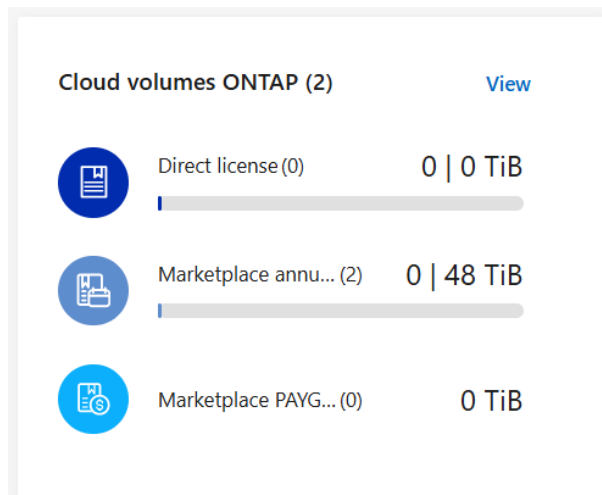 Cloud volumes ONTAP (2) View
Direct license (0) 0 | 0 TiB
Marketplace annu... (2) 0 | 48 TiB
Marketplace PAYG... (0) 0 TiB